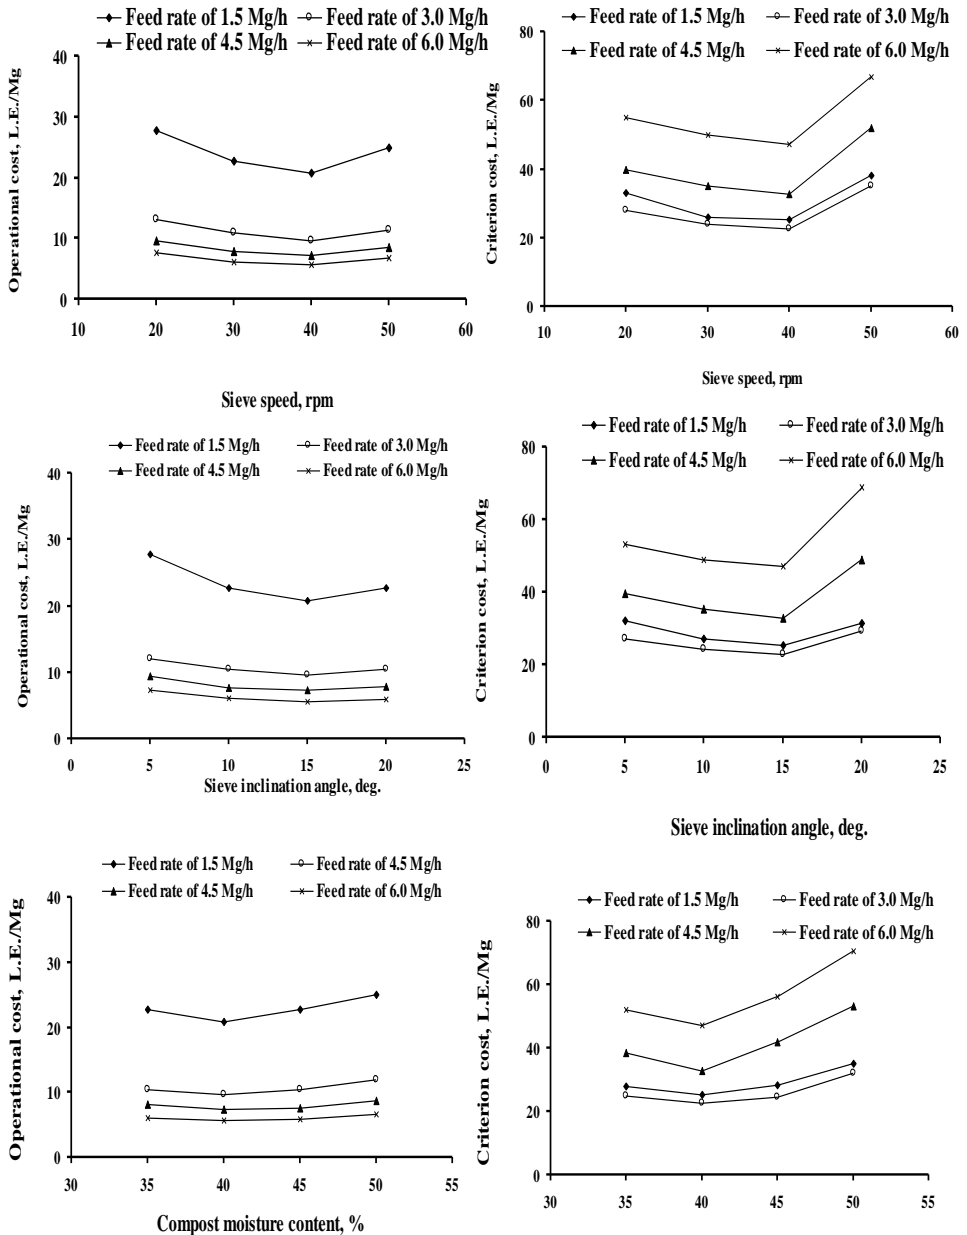 Feed rate of 1.5 Mg/h Feed rate of 3.0 Mg/h
Feed rate of 4.5 Mg/h Feed rate of 6.0 Mg/h
40
30
20
10
0
10 20 30 40 50 60
Operational cost, L.E./Mg
Sieve speed, rpm
Feed rate of 1.5 Mg/h Feed rate of 3.0 Mg/h
Feed rate of 4.5 Mg/h Feed rate of 6.0 Mg/h
80
60
40
20
0
10 20 30 40 50 60
Criterion cost, L.E./Mg
Sieve speed, rpm
Feed rate of 1.5 Mg/h Feed rate of 3.0 Mg/h
Feed rate of 4.5 Mg/h Feed rate of 6.0 Mg/h
40
30
20
10
0
0 5 10 15 20 25
Operational cost, L.E./Mg
Sieve inclination angle, deg.
Feed rate of 1.5 Mg/h Feed rate of 3.0 Mg/h
Feed rate of 4.5 Mg/h Feed rate of 6.0 Mg/h
80
60
40
20
0
0 5 10 15 20 25
Criterion cost, L.E./Mg
Sieve inclination angle, deg.
Feed rate of 1.5 Mg/h Feed rate of 4.5 Mg/h
Feed rate of 4.5 Mg/h Feed rate of 6.0 Mg/h
40
30
20
10
0
30 35 40 45 50 55
Operational cost, L.E./Mg
Compost moisture content, %
Feed rate of 1.5 Mg/h Feed rate of 3.0 Mg/h
Feed rate of 4.5 Mg/h Feed rate of 6.0 Mg/h
80
60
40
20
0
30 35 40 45 50 55
Criterion cost, L.E./Mg